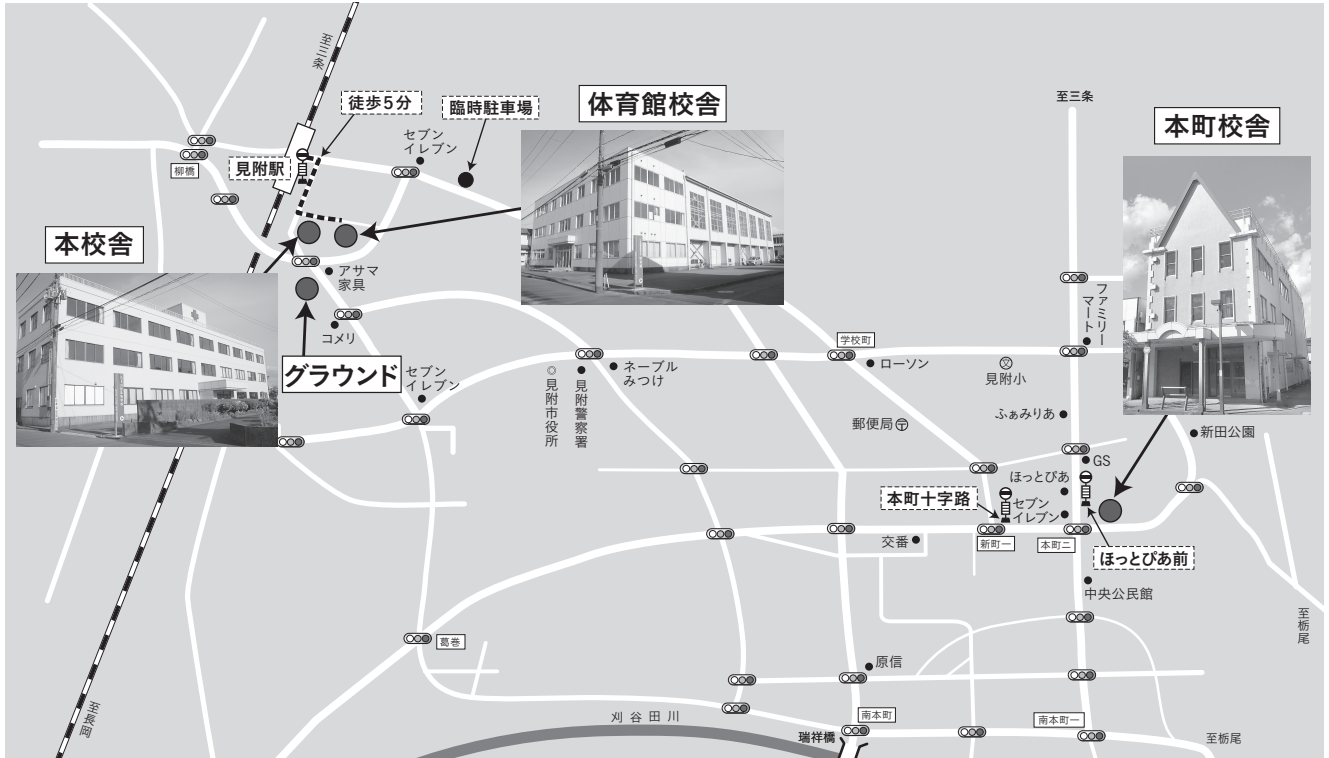 至三条
徒歩5分
臨時駐車場
体育館校舎
至三条
本町校舎
セブン
イレブン
見附駅
柳橋
本校舎
アサマ
家具
コメリ
グラウンド
セブン
イレブン
ファミリー
マート
学校町
ローソン
見附小
ネーブル
みつけ
◎見附市役所
見附警察署
ふぁみりあ
郵便局
新田公園
GS
ほっとぴあ
本町十字路
セブン
イレブン
交番
新町一
本町二
ほっとぴあ前
中央公民館
至栃尾
葛巻
原信
至長岡
刈谷田川
南本町
南本町一
瑞祥橋
至栃尾